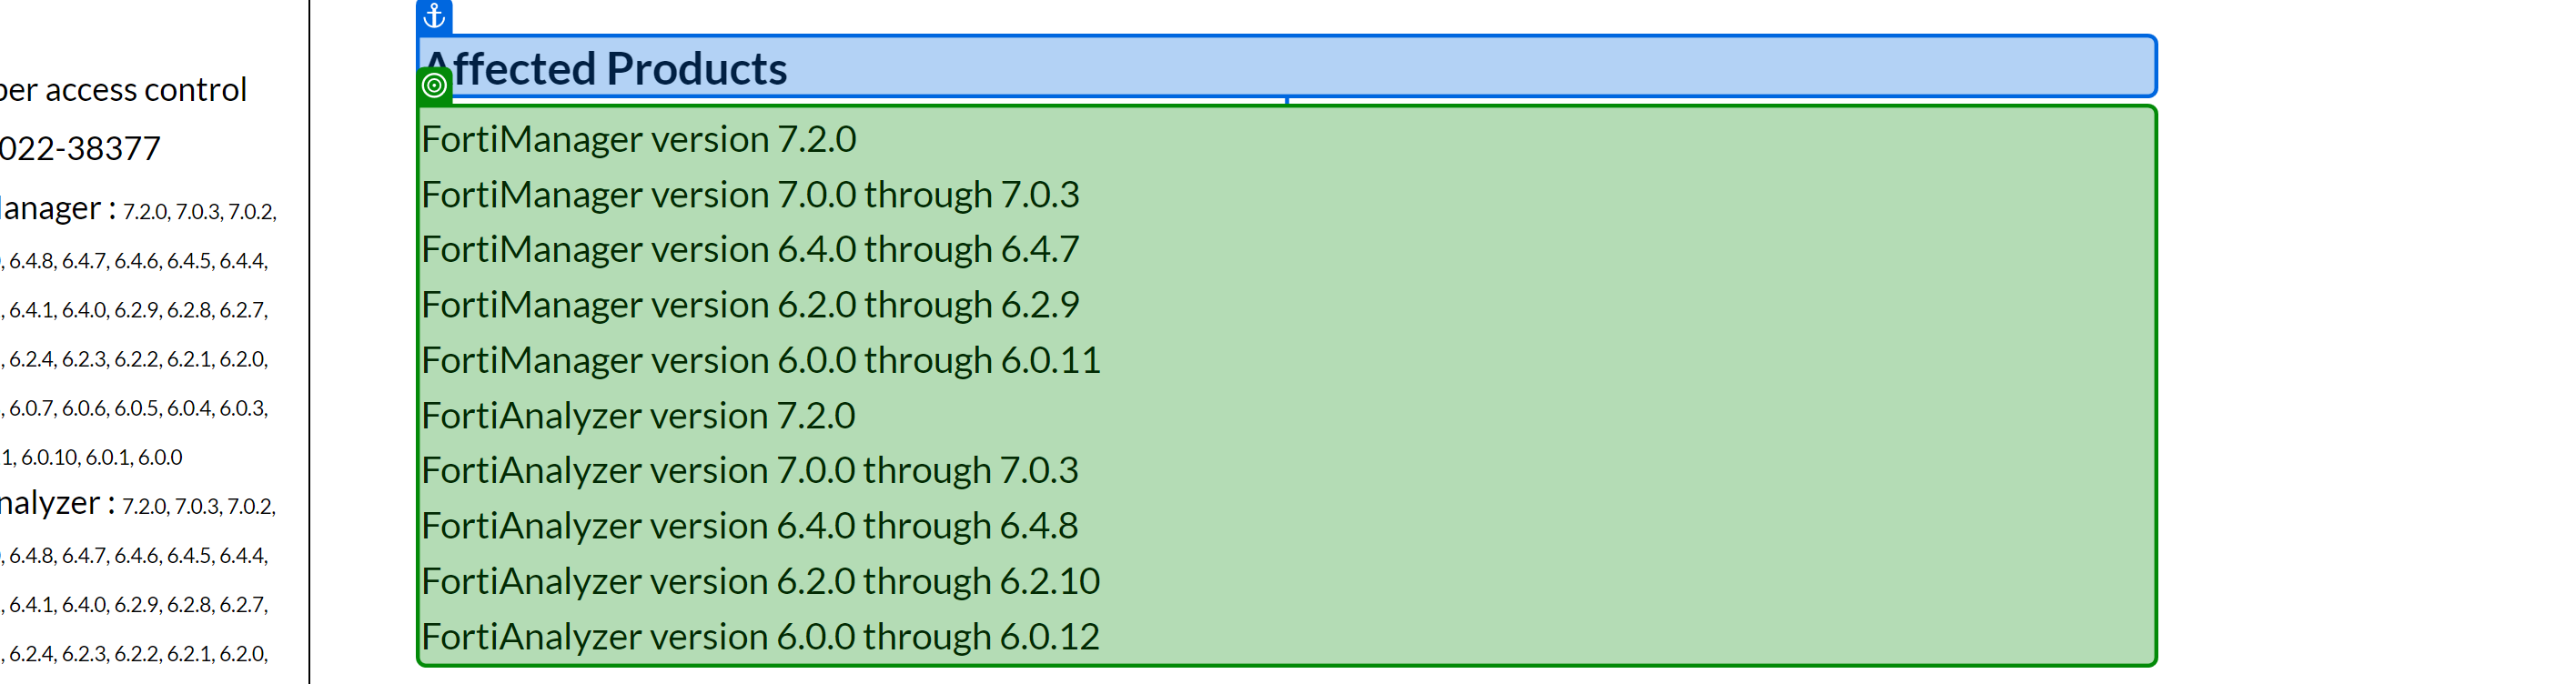 per access control
022-38377
anager : 7.2.0, 7.0.3, 7.0.2,
, 6.4.8, 6.4.7, 6.4.6, 6.4.5, 6.4.4,
, 6.4.1, 6.4.0, 6.2.9, 6.2.8, 6.2.7,
, 6.2.4, 6.2.3, 6.2.2, 6.2.1, 6.2.0,
, 6.0.7, 6.0.6, 6.0.5, 6.0.4, 6.0.3,
1, 6.0.10, 6.0.1, 6.0.0
nalyzer : 7.2.0, 7.0.3, 7.0.2,
, 6.4.8, 6.4.7, 6.4.6, 6.4.5, 6.4.4,
, 6.4.1, 6.4.0, 6.2.9, 6.2.8, 6.2.7,
, 6.2.4, 6.2.3, 6.2.2, 6.2.1, 6.2.0,
Affected Products
FortiManager version 7.2.0
FortiManager version 7.0.0 through 7.0.3
FortiManager version 6.4.0 through 6.4.7
FortiManager version 6.2.0 through 6.2.9
FortiManager version 6.0.0 through 6.0.11
FortiAnalyzer version 7.2.0
FortiAnalyzer version 7.0.0 through 7.0.3
FortiAnalyzer version 6.4.0 through 6.4.8
FortiAnalyzer version 6.2.0 through 6.2.10
FortiAnalyzer version 6.0.0 through 6.0.12